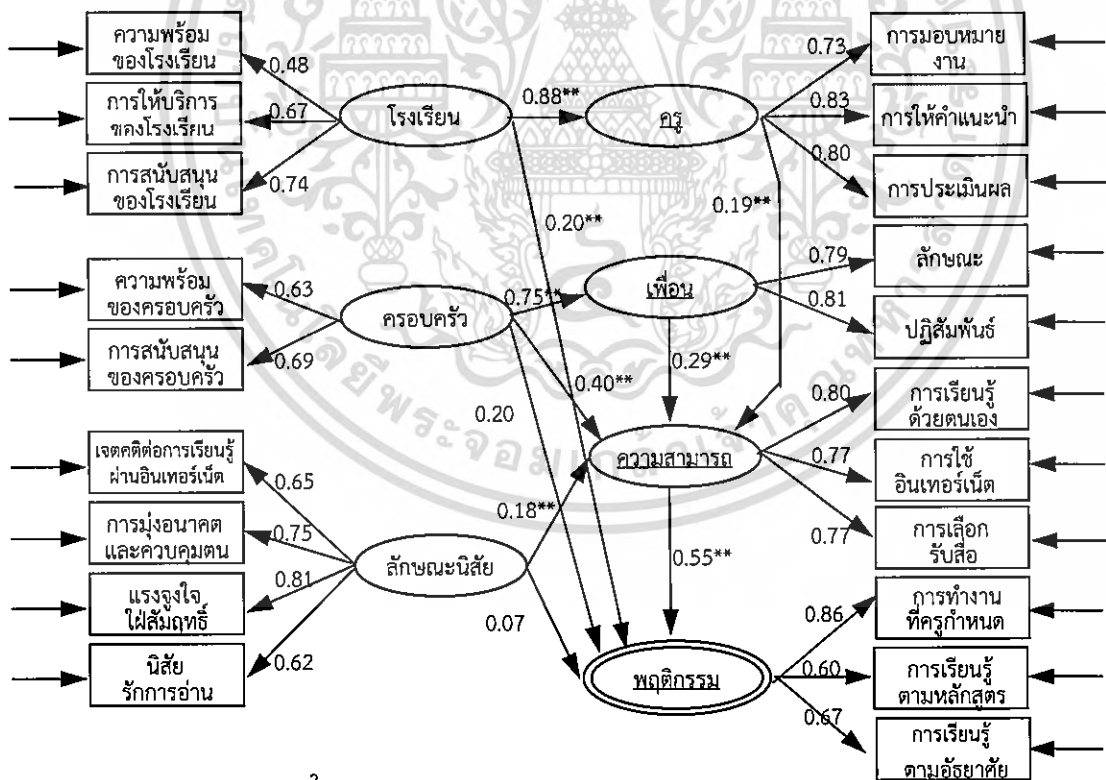 ความพร้อม
ของโรงเรียน
0.48
การให้บริการ
ของโรงเรียน
0.67
การสนับสนุน
ของโรงเรียน
0.74
โรงเรียน
0.88**
ครู
0.73
การมอบหมาย
งาน
0.83
การให้คำแนะนำ
0.80
การประเมินผล
0.19**
0.20**
ความพร้อม
ของครอบครัว
0.63
การสนับสนุน
ของครอบครัว
0.69
ครอบครัว
0.75**
เพื่อน
0.79
ลักษณะ
0.81
ปฏิสัมพันธ์
0.29**
0.40**
0.20
ความสามารถ
0.80
การเรียนรู้
ด้วยตนเอง
0.77
การใช้
อินเทอร์เน็ต
0.77
การเลือก
รับสื่อ
เจตคติต่อการเรียนรู้
ผ่านอินเทอร์เน็ต
0.65
การมุ่งอนาคต
และควบคุมตน
0.75
แรงจูงใจ
ใฝ่สัมฤทธิ์
0.81
นิสัย
รักการอ่าน
0.62
ลักษณะนิสัย
0.18**
0.07
0.55**
พฤติกรรม
0.86
การทำงาน
ที่ครูกำหนด
0.60
การเรียนรู้
ตามหลักสูตร
0.67
การเรียนรู้
ตามอัธยาศัย